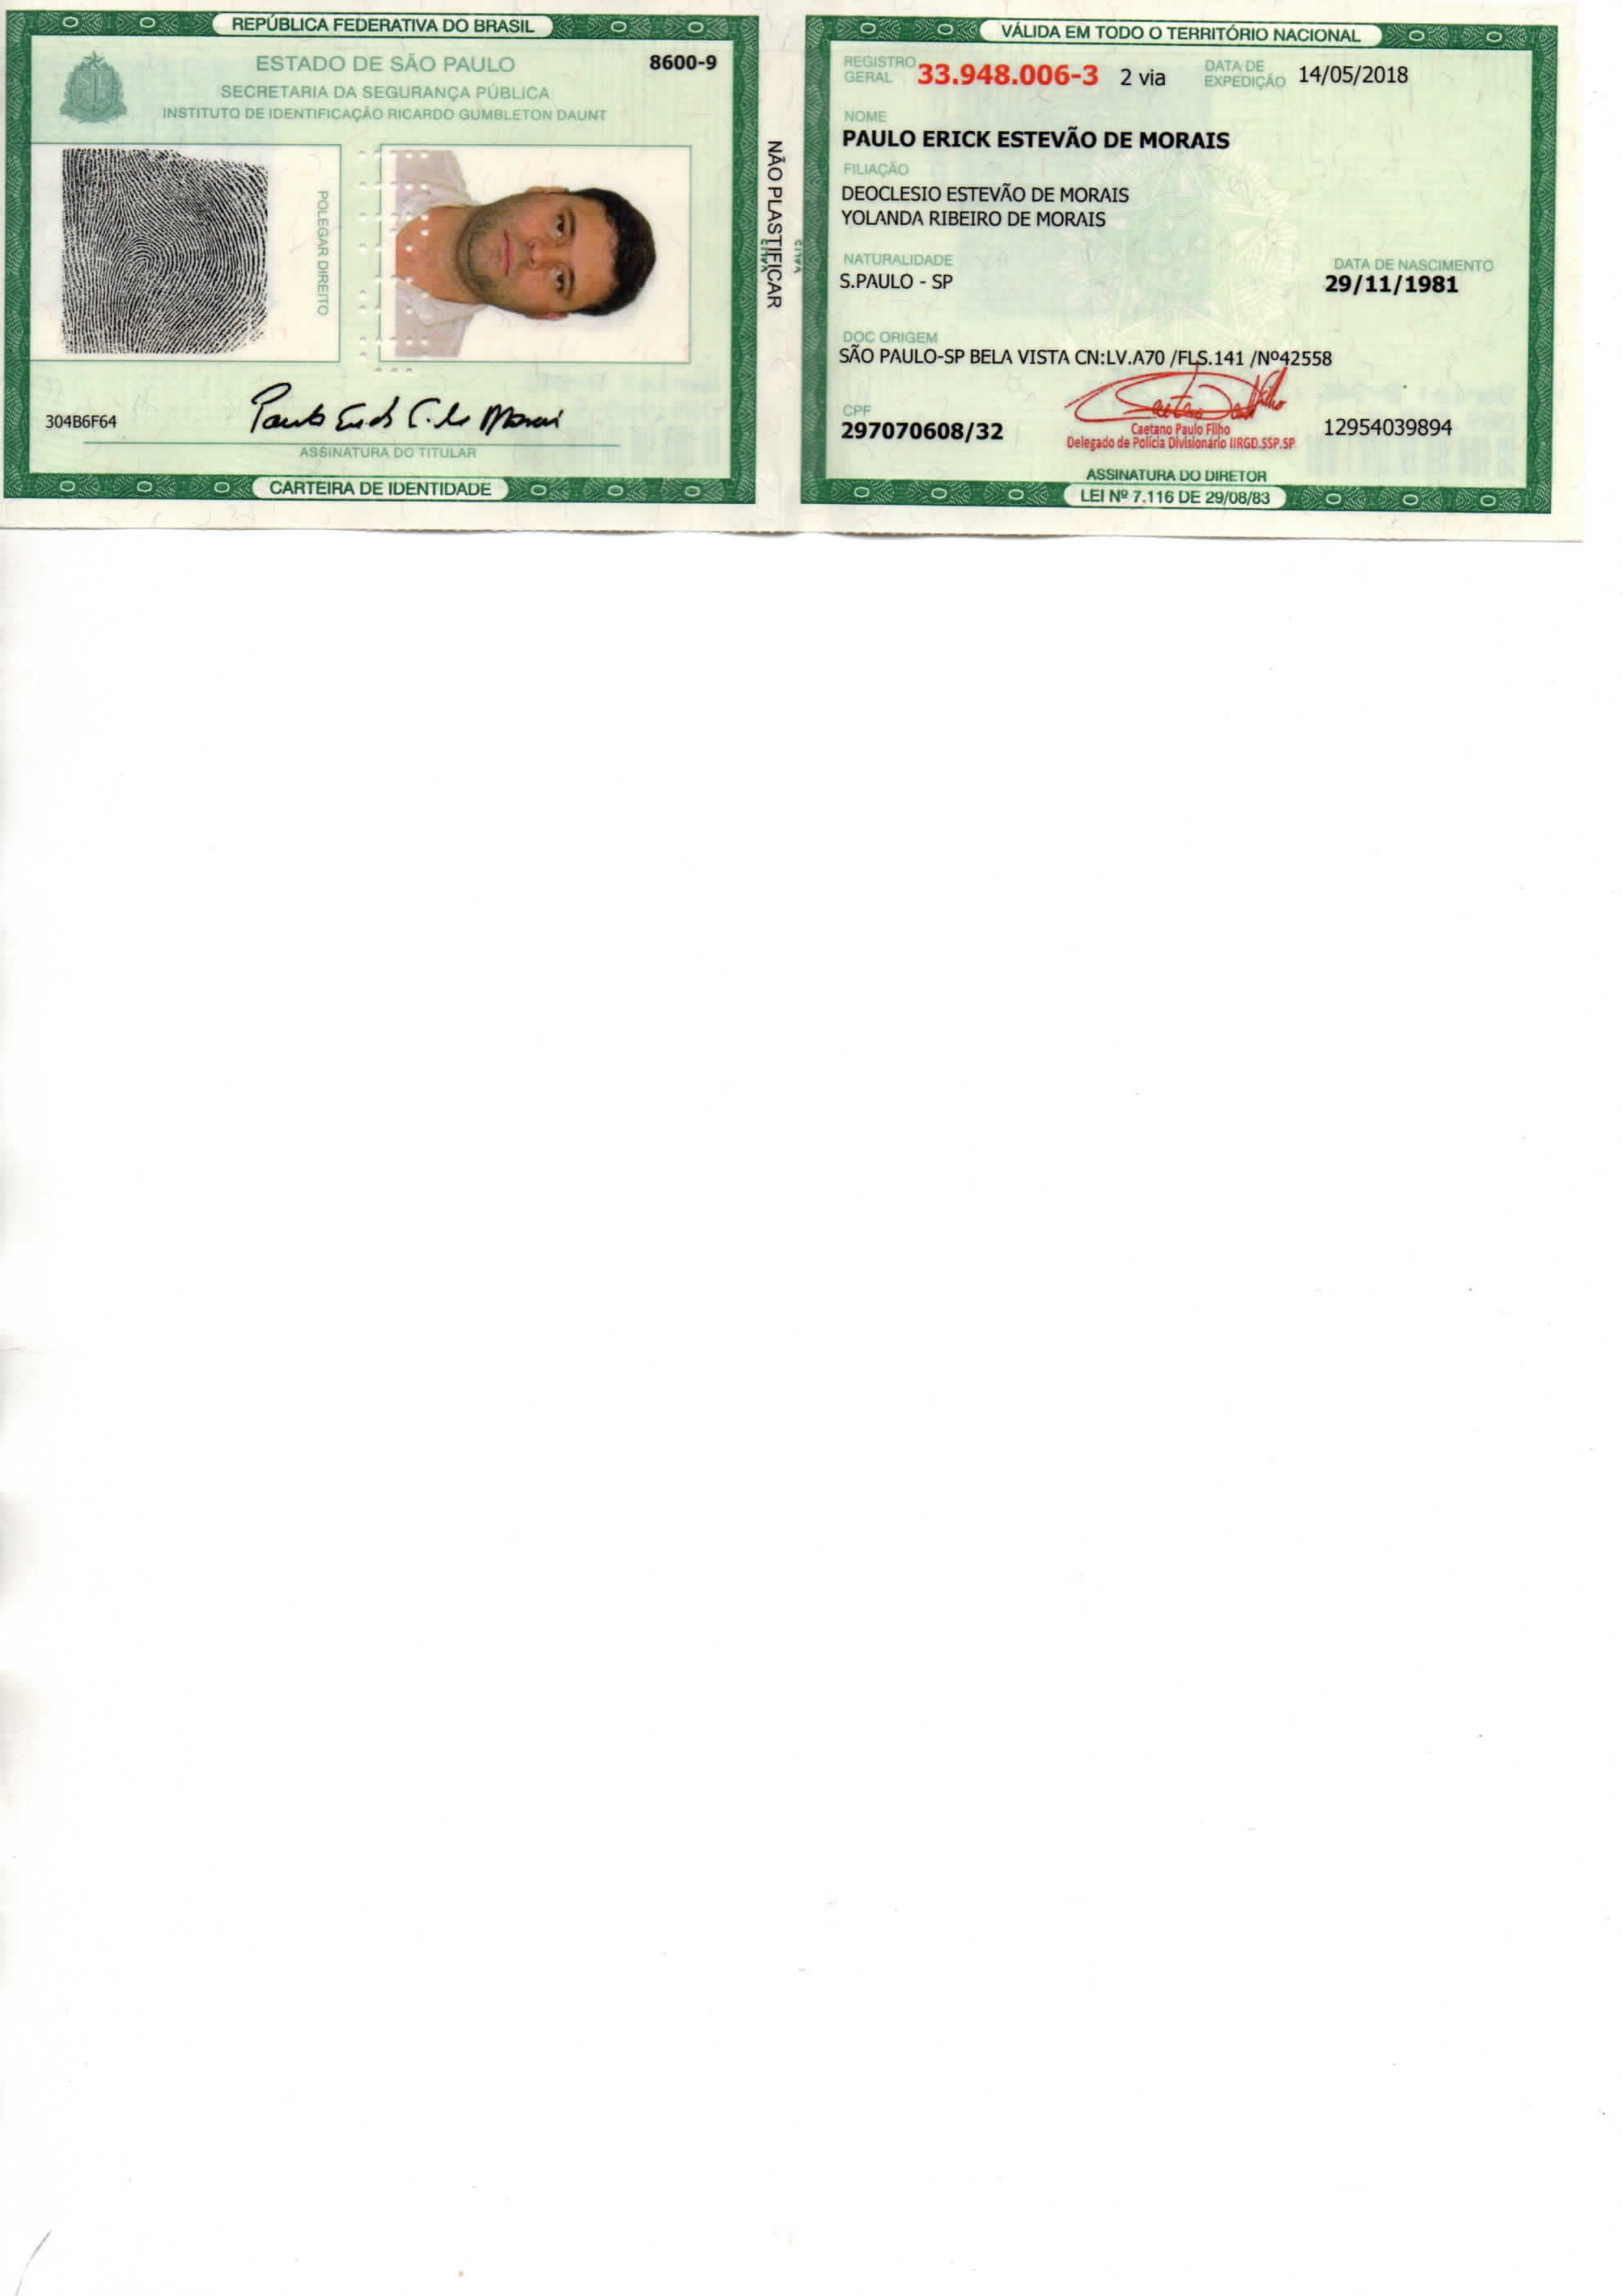 REPÚBLICA FEDERATIVA DO BRASIL
ESTADO DE SÃO PAULO
8600-9
SECRETARIA DA SEGURANÇA PÚBLICA
INSTITUTO DE IDENTIFICAÇÃO RICARDO GUMBLETON DAUNT
POLEGAR DIREITO
304B6F64
ASSINATURA DO TITULAR
CARTEIRA DE IDENTIDADE
NÃO PLASTIFICAR
VÁLIDA EM TODO O TERRITÓRIO NACIONAL
REGISTRO GERAL 33.948.006-3 2 via DATA DE EXPEDIÇÃO 14/05/2018
NOME
PAULO ERICK ESTEVÃO DE MORAIS
FILIAÇÃO
DEOCLESIO ESTEVÃO DE MORAIS
YOLANDA RIBEIRO DE MORAIS
NATURALIDADE DATA DE NASCIMENTO
S.PAULO - SP 29/11/1981
DOC ORIGEM
SÃO PAULO-SP BELA VISTA CN:LV.A70 /FLS.141 /Nº42558
CPF
297070608/32
Caetano Paulo Filho
Delegado de Polícia Divisionário IIRGD.SSP.SP
12954039894
ASSINATURA DO DIRETOR
LEI Nº 7.116 DE 29/08/83